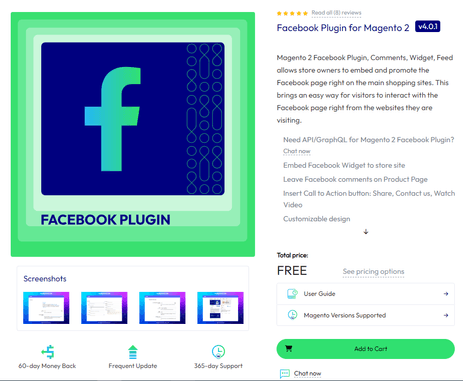 Read all (8) reviews
Facebook Plugin for Magento 2 v4.0.1
Magento 2 Facebook Plugin, Comments, Widget, Feed
allows store owners to embed and promote the
Facebook page right on the main shopping sites. This
brings an easy way for visitors to interact with the
Facebook page right from the websites they are
visiting.
Need API/GraphQL for Magento 2 Facebook Plugin?
Chat now
Embed Facebook Widget to store site
Leave Facebook comments on Product Page
Insert Call to Action button: Share, Contact us, Watch
Video
Customizable design
FACEBOOK PLUGIN
Screenshots
60-day Money Back
Frequent Update
365-day Support
Total price:
FREE
See pricing options
User Guide
Magento Versions Supported
Add to Cart
Chat now